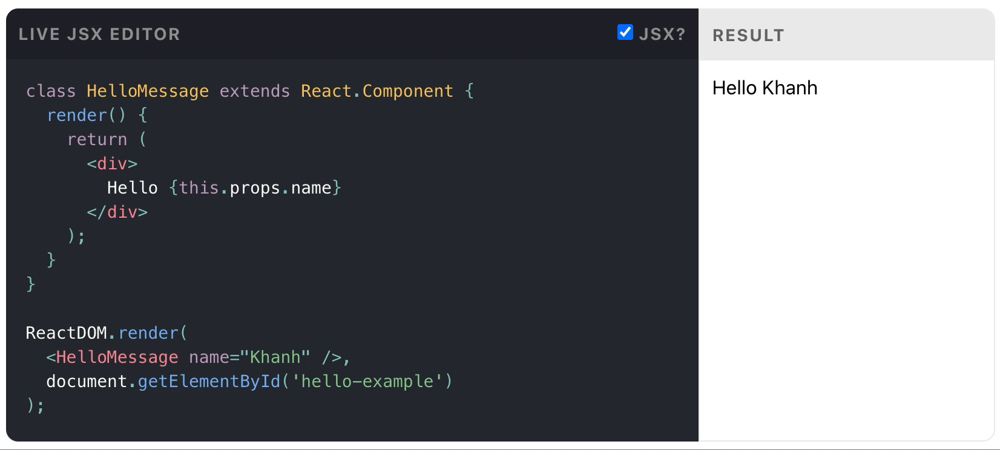 LIVE JSX EDITOR
JSX?
class HelloMessage extends React.Component {
  render() {
    return (
      <div>
        Hello {this.props.name}
      </div>
    );
  }
}

ReactDOM.render(
  <HelloMessage name="Khanh" />,
  document.getElementById('hello-example')
);
RESULT
Hello Khanh